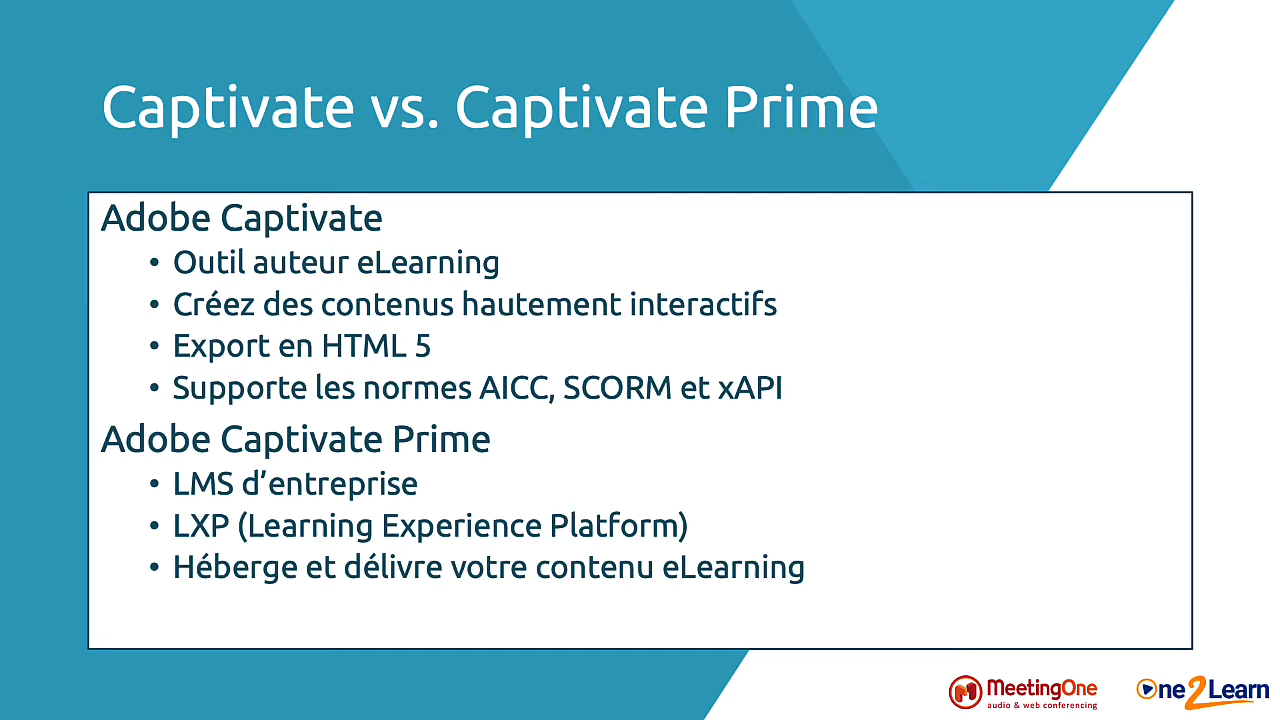 Captivate vs. Captivate Prime
Adobe Captivate
• Outil auteur eLearning
• Créez des contenus hautement interactifs
• Export en HTML 5
• Supporte les normes AICC, SCORM et xAPI
Adobe Captivate Prime
• LMS d’entreprise
• LXP (Learning Experience Platform)
• Héberge et délivre votre contenu eLearning
MeetingOne
audio & web conferencing
One2Learn